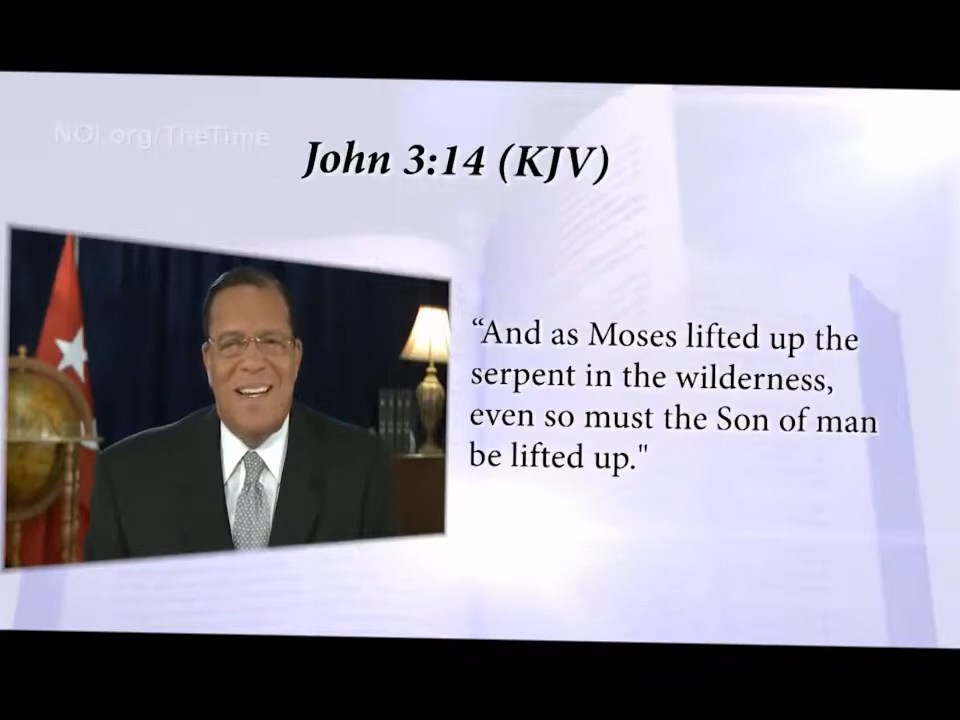 NOI.org/TheTime
John 3:14 (KJV)
“And as Moses lifted up the
serpent in the wilderness,
even so must the Son of man
be lifted up."